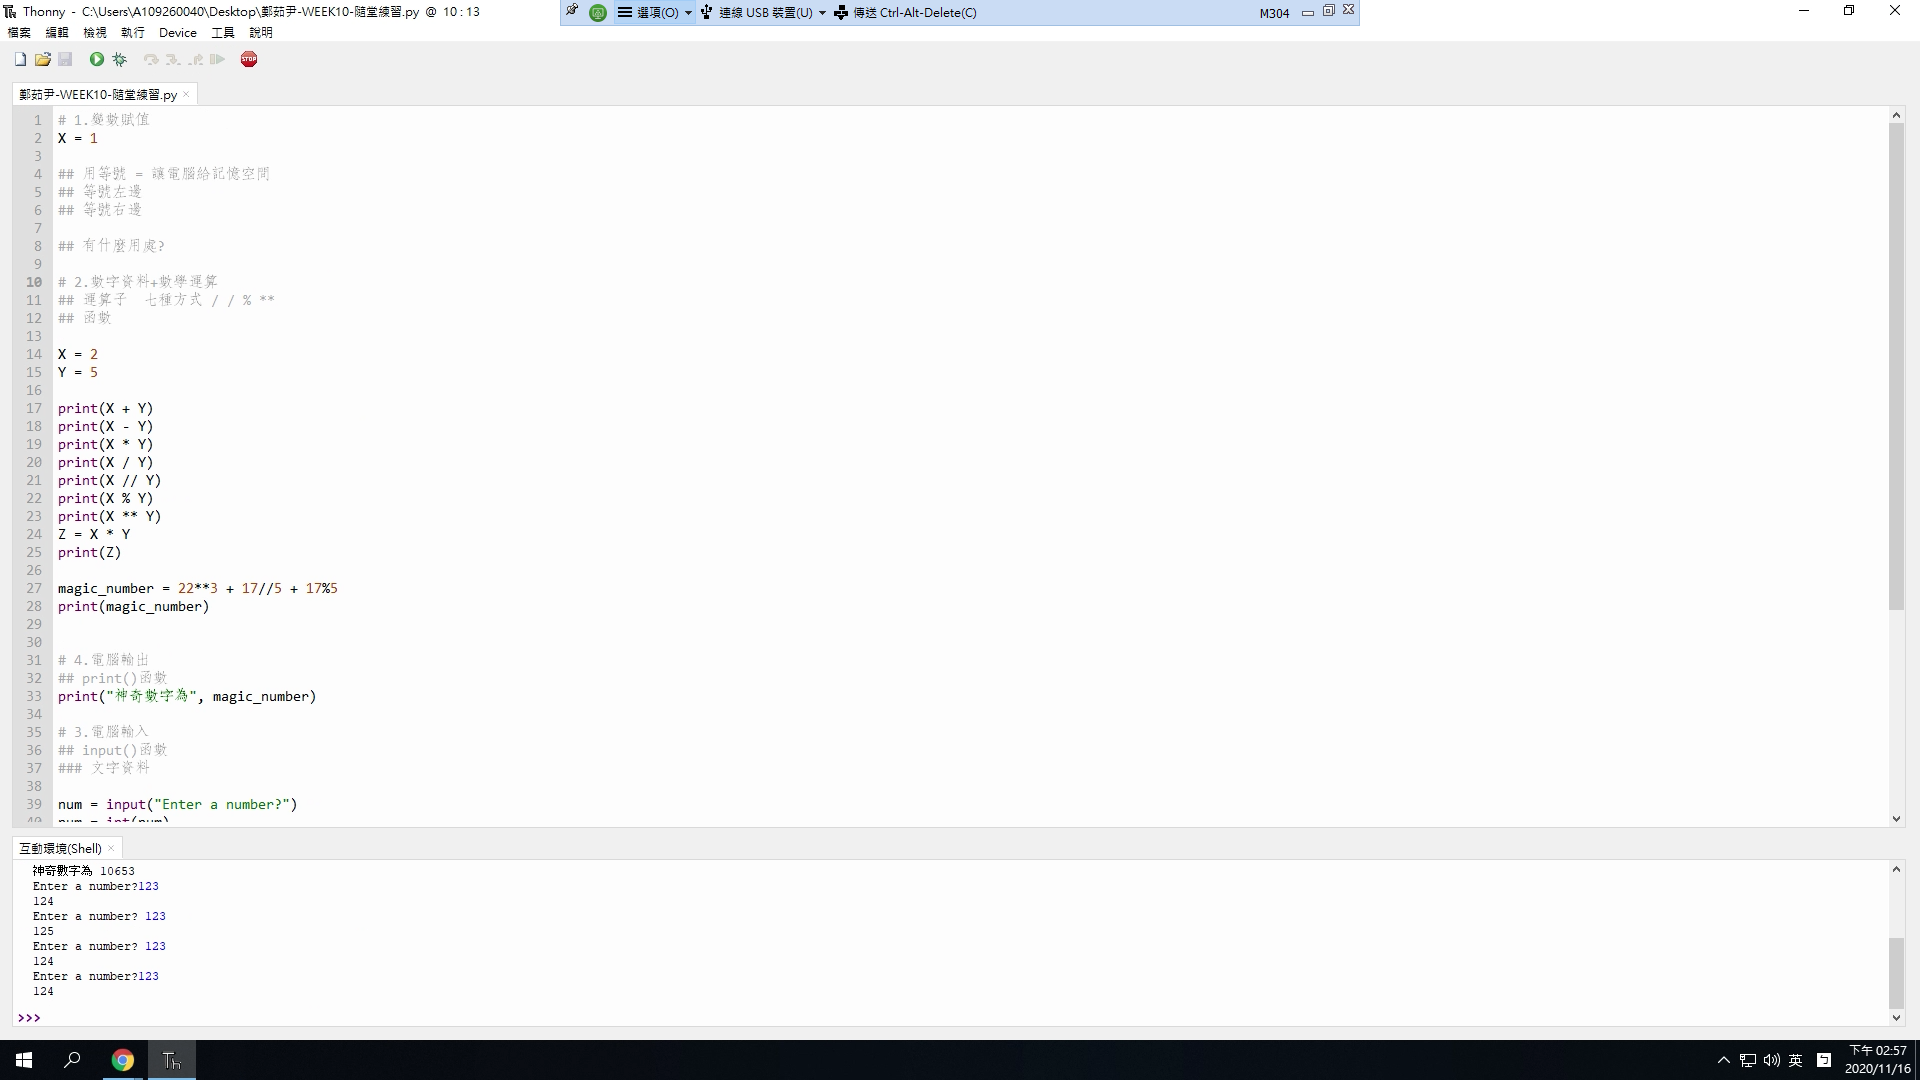 Thonny - C:\Users\A109260040\Desktop\鄭茹尹-WEEK10-隨堂練習.py @ 10 : 13
選項(O) 連線 USB 裝置(U) 傳送 Ctrl-Alt-Delete(C) M304
檔案 編輯 檢視 執行 Device 工具 說明
STOP
鄭茹尹-WEEK10-隨堂練習.py
1 # 1.變數賦值
2 X = 1
3
4 ## 用等號 = 讓電腦給記憶空間
5 ## 等號左邊
6 ## 等號右邊
7
8 ## 有什麼用處?
9
10 # 2.數字資料+數學運算
11 ## 運算子  七種方式 / / % **
12 ## 函數
13
14 X = 2
15 Y = 5
16
17 print(X + Y)
18 print(X - Y)
19 print(X * Y)
20 print(X / Y)
21 print(X // Y)
22 print(X % Y)
23 print(X ** Y)
24 Z = X * Y
25 print(Z)
26
27 magic_number = 22**3 + 17//5 + 17%5
28 print(magic_number)
29
30
31 # 4.電腦輸出
32 ## print()函數
33 print("神奇數字為", magic_number)
34
35 # 3.電腦輸入
36 ## input()函數
37 ### 文字資料
38
39 num = input("Enter a number?")
40 num = int(num)
互動環境(Shell)
神奇數字為 10653
Enter a number?123
124
Enter a number? 123
125
Enter a number? 123
124
Enter a number?123
124
>>>
Th 英 ㄅ 下午 02:57
2020/11/16